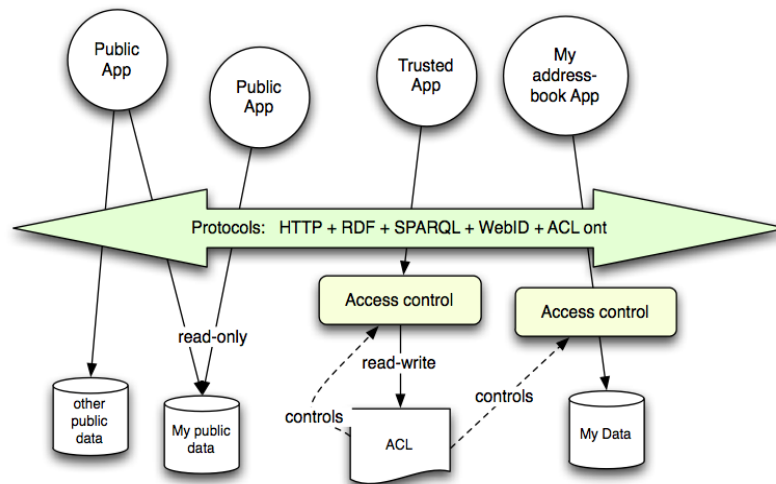 Public
App
Public
App
Trusted
App
My
address-
book App
Protocols:   HTTP + RDF + SPARQL + WebID + ACL ont
Access control
Access control
read-only
read-write
controls
controls
other
public
data
My public
data
ACL
My Data